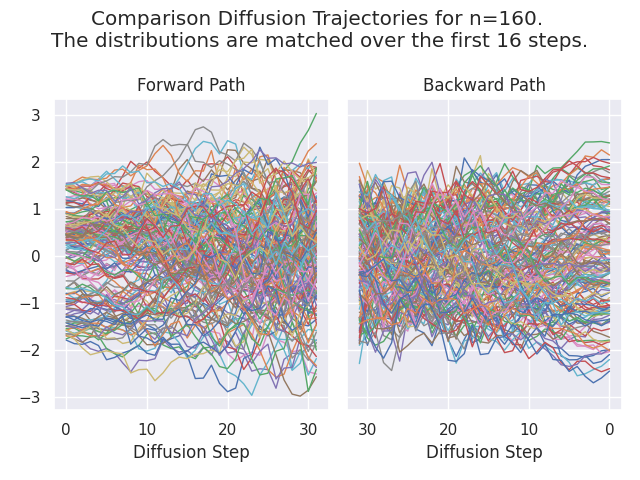 Comparison Diffusion Trajectories for n=160.
The distributions are matched over the first 16 steps.
Forward Path
Backward Path
3
2
1
0
−1
−2
−3
0 10 20 30
30 20 10 0
Diffusion Step
Diffusion Step